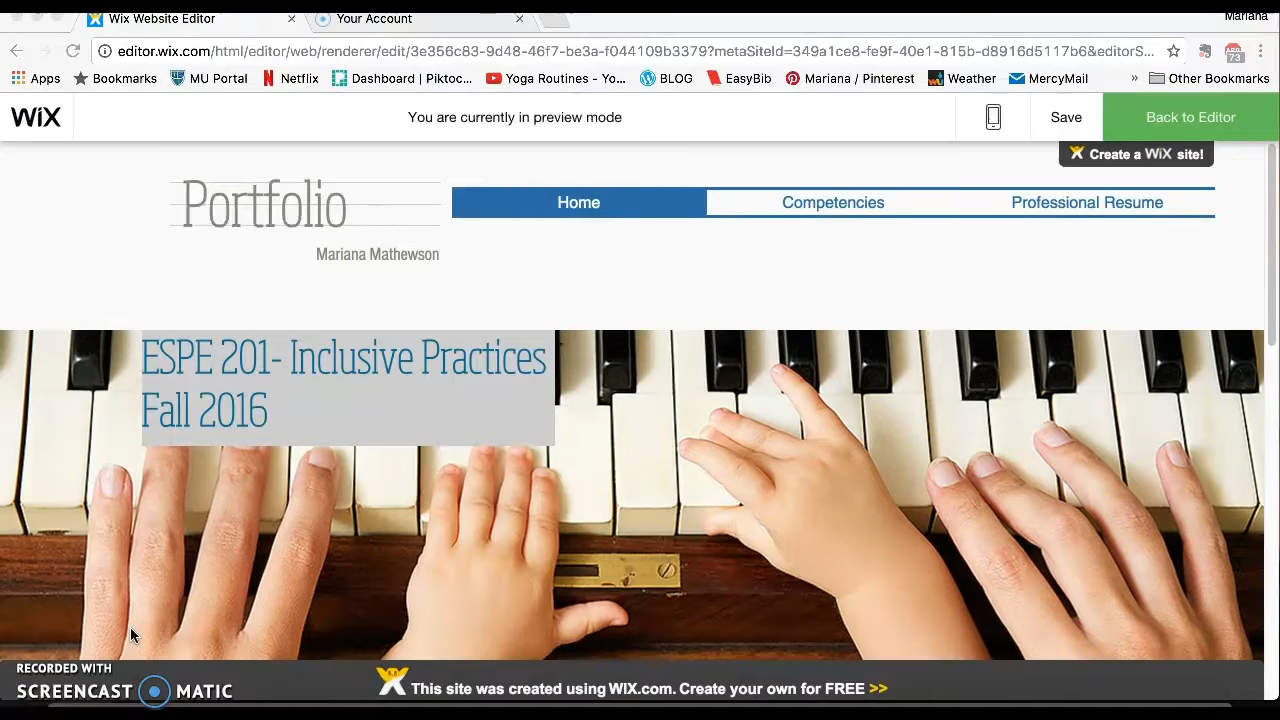 Mariana
Wix Website Editor
Your Account
editor.wix.com/html/editor/web/renderer/edit/3e356c83-9d48-46f7-be3a-f044109b3379?metaSiteId=349a1ce8-fe9f-40e1-815b-d8916d5117b6&editorS...
73
Apps Bookmarks MU Portal Netflix Dashboard | Piktoc... Yoga Routines - Yo... BLOG EasyBib Mariana / Pinterest Weather MercyMail » Other Bookmarks
WiX You are currently in preview mode Save Back to Editor
Create a WiX site!
Portfolio
Home Competencies Professional Resume
Mariana Mathewson
ESPE 201- Inclusive Practices
Fall 2016
RECORDED WITH
SCREENCAST MATIC
This site was created using WIX.com. Create your own for FREE >>